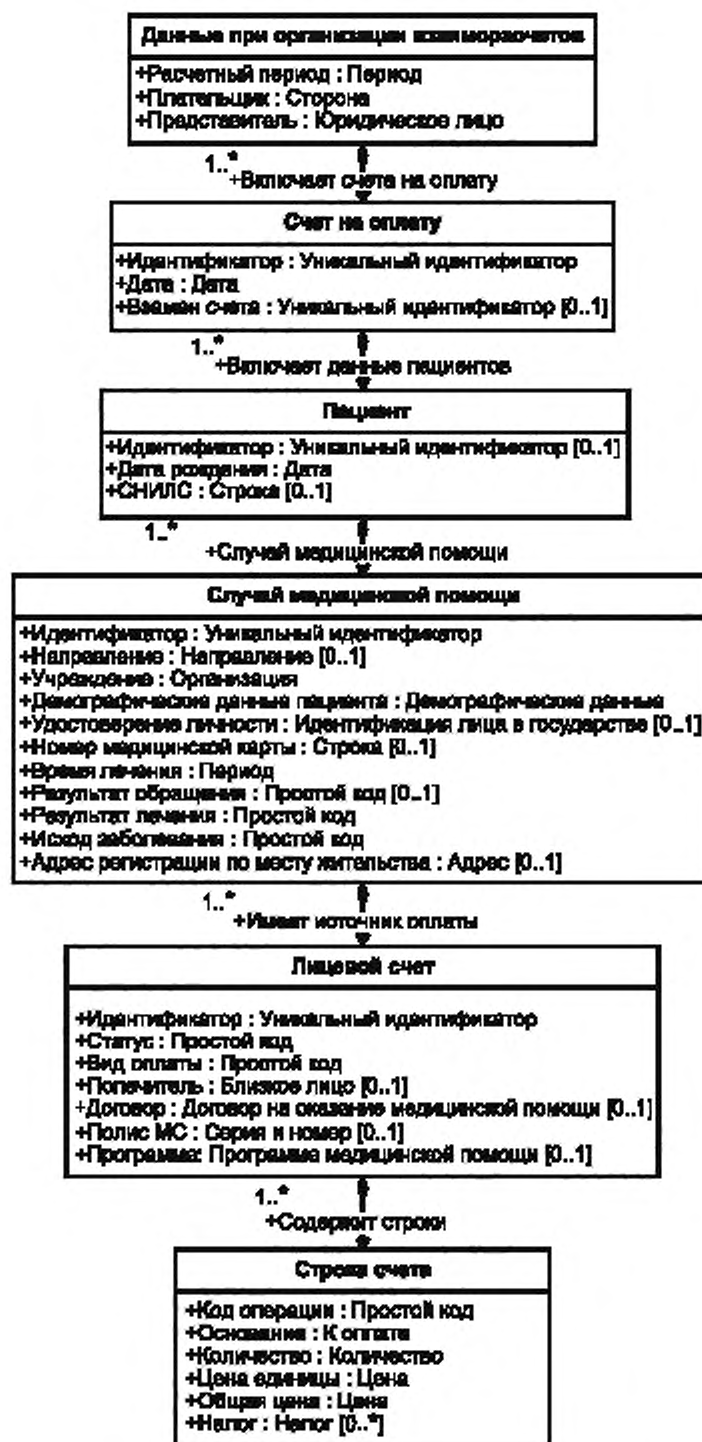 Данные при организации взаиморасчетов
+Расчетный период : Период
+Плательщик : Сторона
+Представитель : Юридическое лицо
1..*
+Включает счета на оплату
Счет на оплату
+Идентификатор : Уникальный идентификатор
+Дата : Дата
+Взамен счета : Уникальный идентификатор [0..1]
1..*
+Включает данные пациентов
Пациент
+Идентификатор : Уникальный идентификатор [0..1]
+Дата рождения : Дата
+СНИЛС : Строка [0..1]
1..*
+Случай медицинской помощи
Случай медицинской помощи
+Идентификатор : Уникальный идентификатор
+Направление : Направление [0..1]
+Учреждение : Организация
+Демографические данные пациента : Демографические данные
+Удостоверение личности : Идентификация лица в государстве [0..1]
+Номер медицинской карты : Строка [0..1]
+Время лечения : Период
+Результат обращения : Простой код [0..1]
+Результат лечения : Простой код
+Исход заболевания : Простой код
+Адрес регистрации по месту жительства : Адрес [0..1]
1..*
+Имеет источник оплаты
Лицевой счет
+Идентификатор : Уникальный идентификатор
+Статус : Простой код
+Вид оплаты : Простой код
+Попечитель : Близкое лицо [0..1]
+Договор : Договор на оказание медицинской помощи [0..1]
+Полис МС : Серия и номер [0..1]
+Программа: Программа медицинской помощи [0..1]
1..*
+Содержит строки
Строка счета
+Код операции : Простой код
+Основание : К оплате
+Количество : Количество
+Цена единицы : Цена
+Общая цена : Цена
+Налог : Налог [0..*]